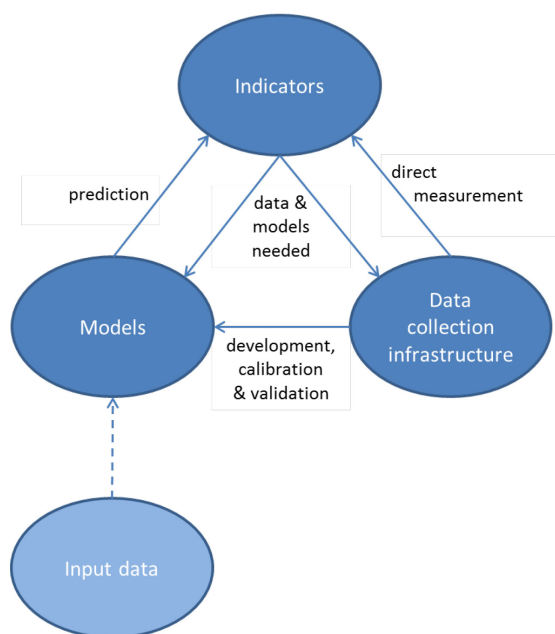 Indicators
prediction
data &
models
needed
direct
measurement
Models
Data
collection
infrastructure
development,
calibration
& validation
Input data